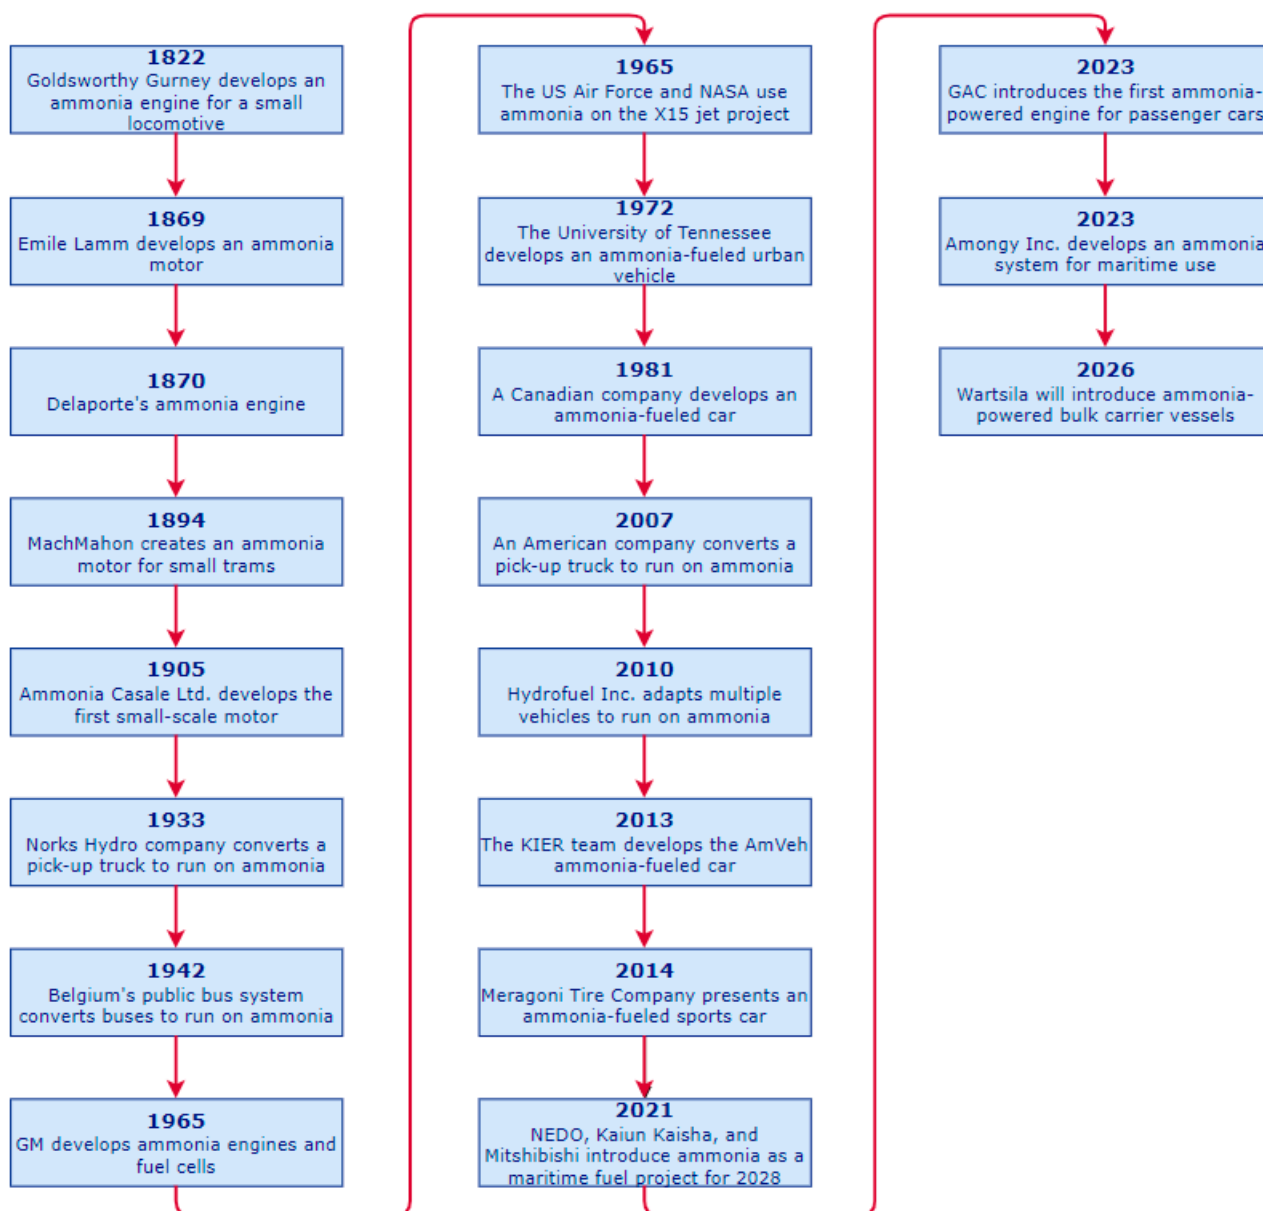 1822
Goldsworthy Gurney develops an
ammonia engine for a small
locomotive
1869
Emile Lamm develops an ammonia
motor
1870
Delaporte's ammonia engine
1894
MachMahon creates an ammonia
motor for small trams
1905
Ammonia Casale Ltd. develops the
first small-scale motor
1933
Norks Hydro company converts a
pick-up truck to run on ammonia
1942
Belgium's public bus system
converts buses to run on ammonia
1965
GM develops ammonia engines and
fuel cells
1965
The US Air Force and NASA use
ammonia on the X15 jet project
1972
The University of Tennessee
develops an ammonia-fueled urban
vehicle
1981
A Canadian company develops an
ammonia-fueled car
2007
An American company converts a
pick-up truck to run on ammonia
2010
Hydrofuel Inc. adapts multiple
vehicles to run on ammonia
2013
The KIER team develops the AmVeh
ammonia-fueled car
2014
Meragoni Tire Company presents an
ammonia-fueled sports car
2021
NEDO, Kaiun Kaisha, and
Mitshibishi introduce ammonia as a
maritime fuel project for 2028
2023
GAC introduces the first ammonia-
powered engine for passenger cars
2023
Amongy Inc. develops an ammonia
system for maritime use
2026
Wartsila will introduce ammonia-
powered bulk carrier vessels